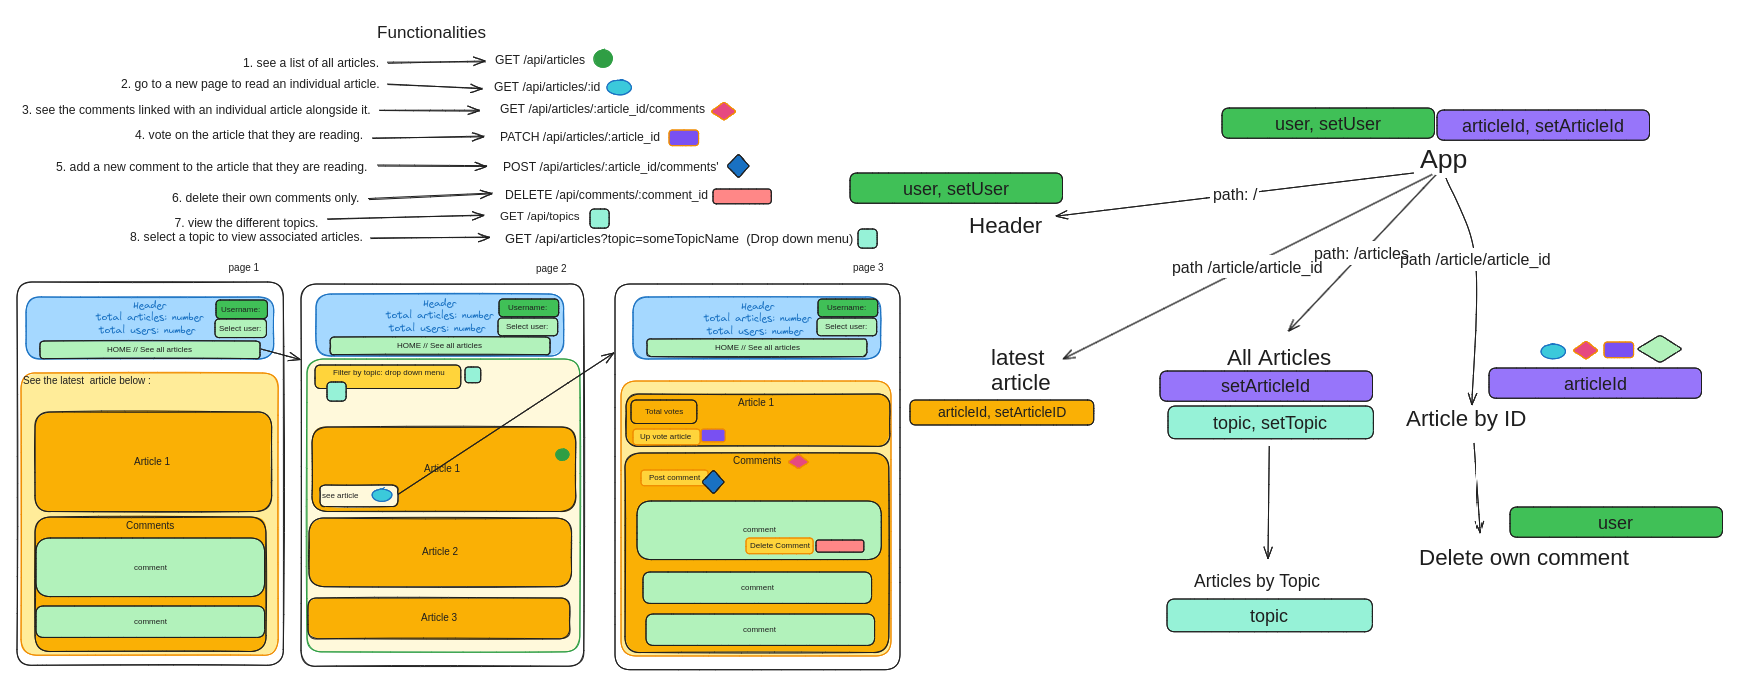 Functionalities
1. see a list of all articles.
GET /api/articles
2. go to a new page to read an individual article.
GET /api/articles/:id
3. see the comments linked with an individual article alongside it.
GET /api/articles/:article_id/comments
4. vote on the article that they are reading.
PATCH /api/articles/:article_id
5. add a new comment to the article that they are reading.
POST /api/articles/:article_id/comments'
6. delete their own comments only.
DELETE /api/comments/:comment_id
7. view the different topics.
GET /api/topics
8. select a topic to view associated articles.
GET /api/articles?topic=someTopicName (Drop down menu)
page 1
Header
total articles: number
total users: number
Username:
Select user:
HOME // See all articles
See the latest article below :
Article 1
Comments
comment
comment
page 2
Header
total articles: number
total users: number
Username:
Select user:
HOME // See all articles
Filter by topic: drop down menu
Article 1
see article
Article 2
Article 3
page 3
Header
total articles: number
total users: number
Username:
Select user:
HOME // See all articles
Article 1
Total votes
Up vote article
Comments
Post comment
comment
Delete Comment
comment
comment
user, setUser
articleId, setArticleId
App
user, setUser
path: /
Header
path /article/article_id
path: /articles
path /article/article_id
latest
article
articleId, setArticleID
All Articles
setArticleId
topic, setTopic
articleId
Article by ID
user
Delete own comment
Articles by Topic
topic